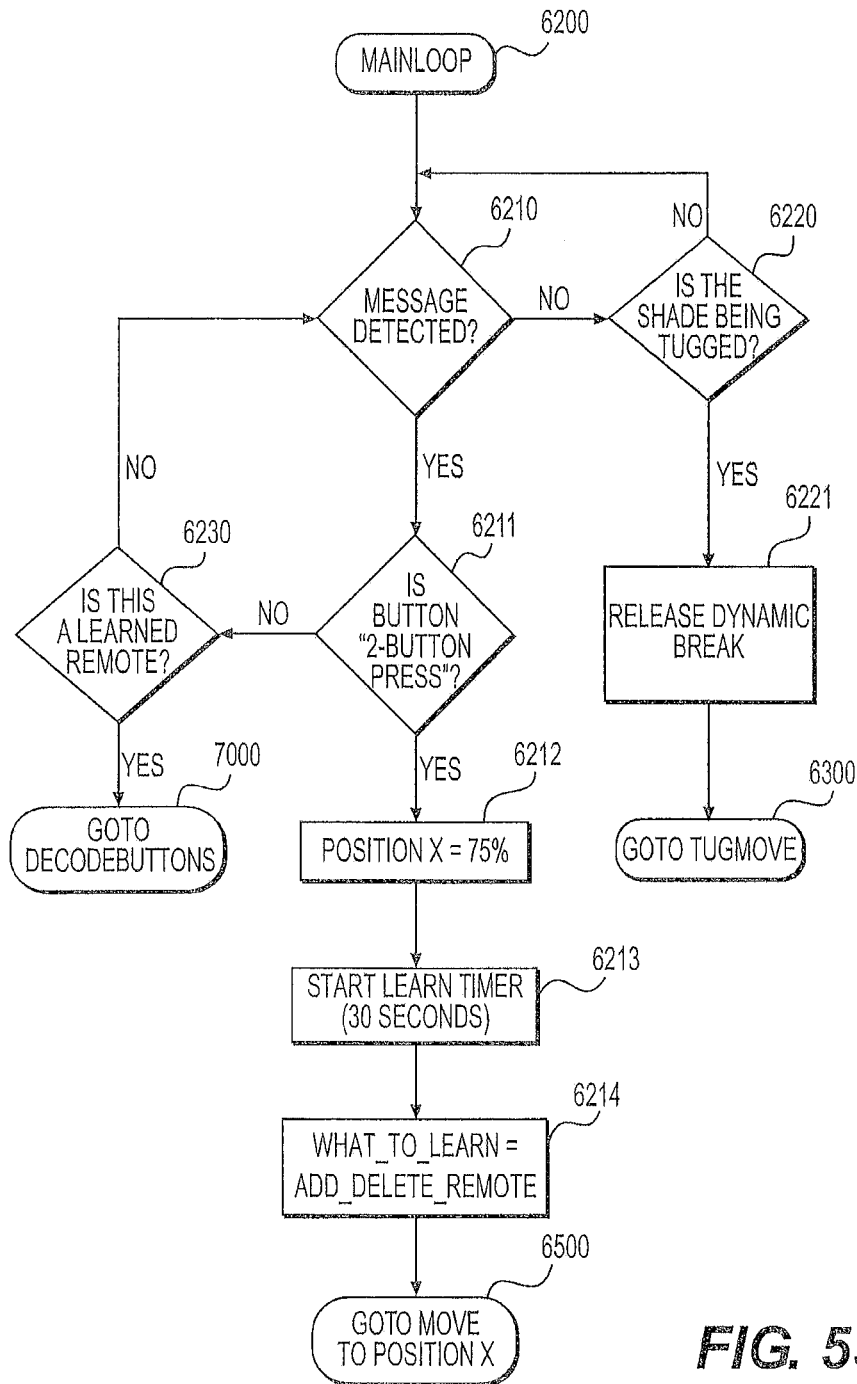 6200
MAINLOOP
NO
6210
6220
MESSAGE
DETECTED?
NO
IS THE
SHADE BEING
TUGGED?
NO
YES
YES
6230
6211
6221
IS THIS
A LEARNED
REMOTE?
NO
IS
BUTTON
"2-BUTTON
PRESS"?
RELEASE DYNAMIC
BREAK
YES
7000
YES
6212
6300
GOTO
DECODEBUTTONS
POSITION X = 75%
GOTO TUGMOVE
6213
START LEARN TIMER
(30 SECONDS)
6214
WHAT_TO_LEARN =
ADD_DELETE_REMOTE
6500
GOTO MOVE
TO POSITION X
FIG. 5